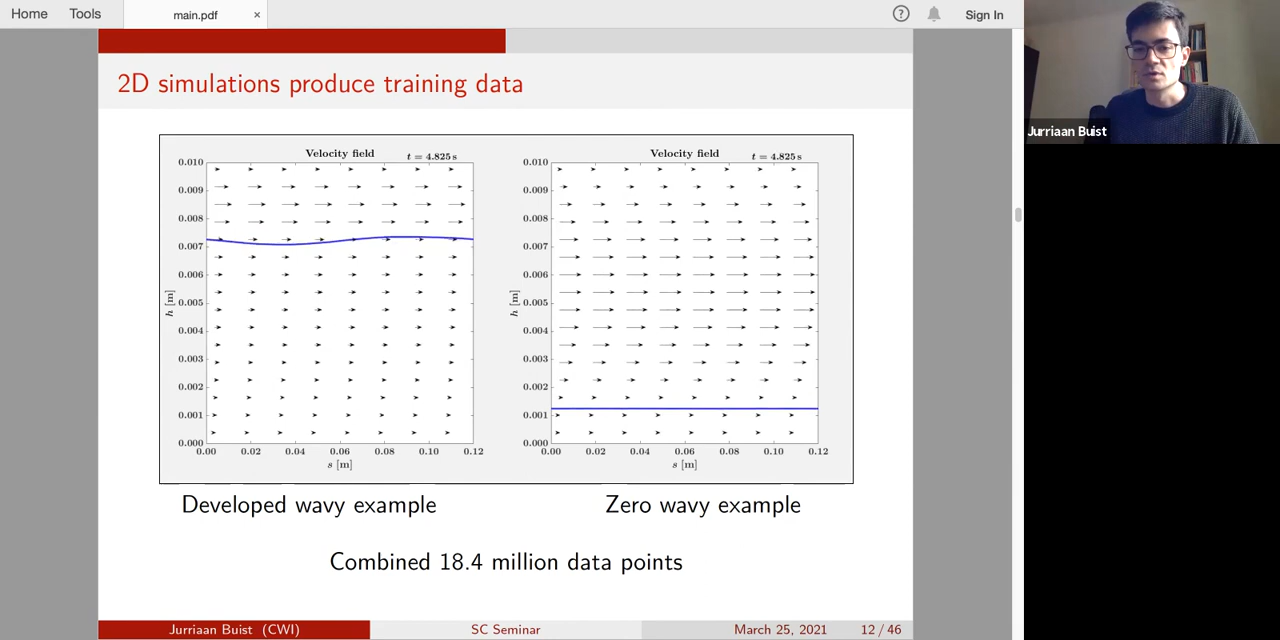 Home Tools main.pdf × ? Sign In
2D simulations produce training data
Velocity field t = 4.825 s
0.010
0.009
0.008
0.007
0.006
0.005
0.004
0.003
0.002
0.001
0.000
h [m]
0.00 0.02 0.04 0.06 0.08 0.10 0.12
s [m]
Velocity field t = 4.825 s
0.010
0.009
0.008
0.007
0.006
0.005
0.004
0.003
0.002
0.001
0.000
h [m]
0.00 0.02 0.04 0.06 0.08 0.10 0.12
s [m]
Developed wavy example
Zero wavy example
Combined 18.4 million data points
Jurriaan Buist (CWI) SC Seminar March 25, 2021 12 / 46
Jurriaan Buist